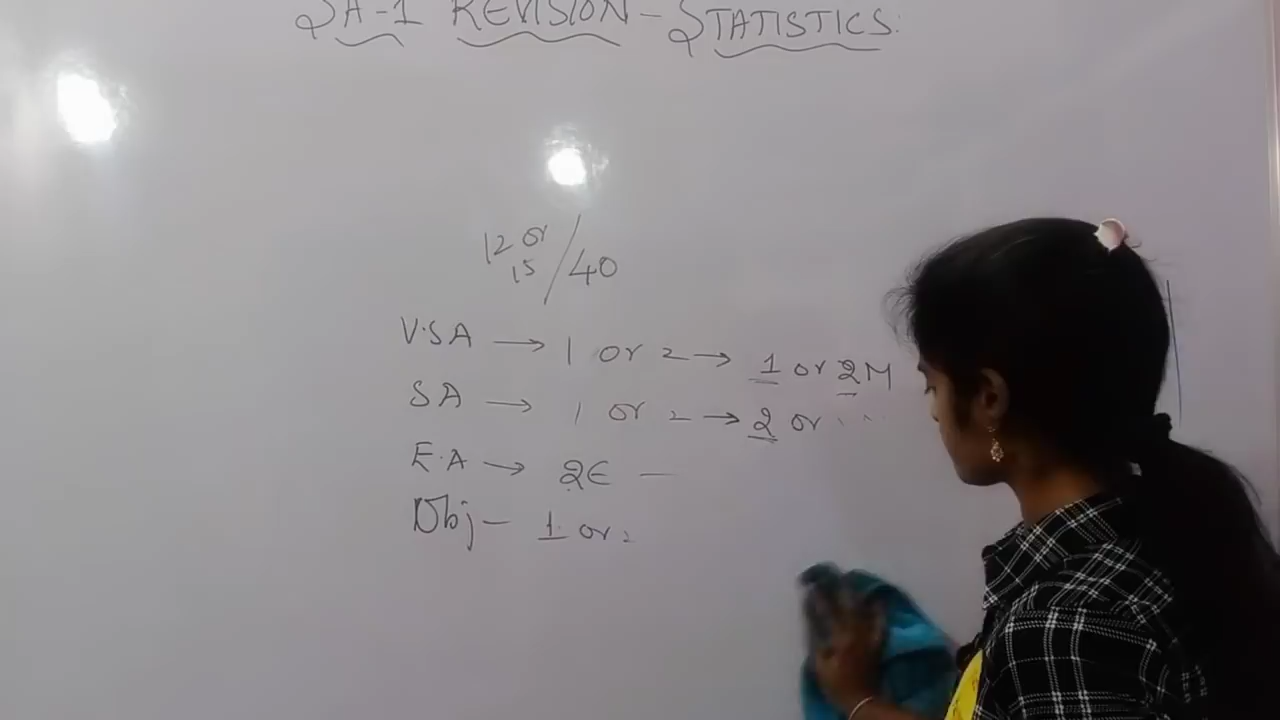 SA-1 REVISION - STATISTICS:
12 or
15 / 40
V.SA → 1 or 2 → 1 or 2M
SA → 1 or 2 → 2 or
E.A → 2E —
Obj - 1 or 2